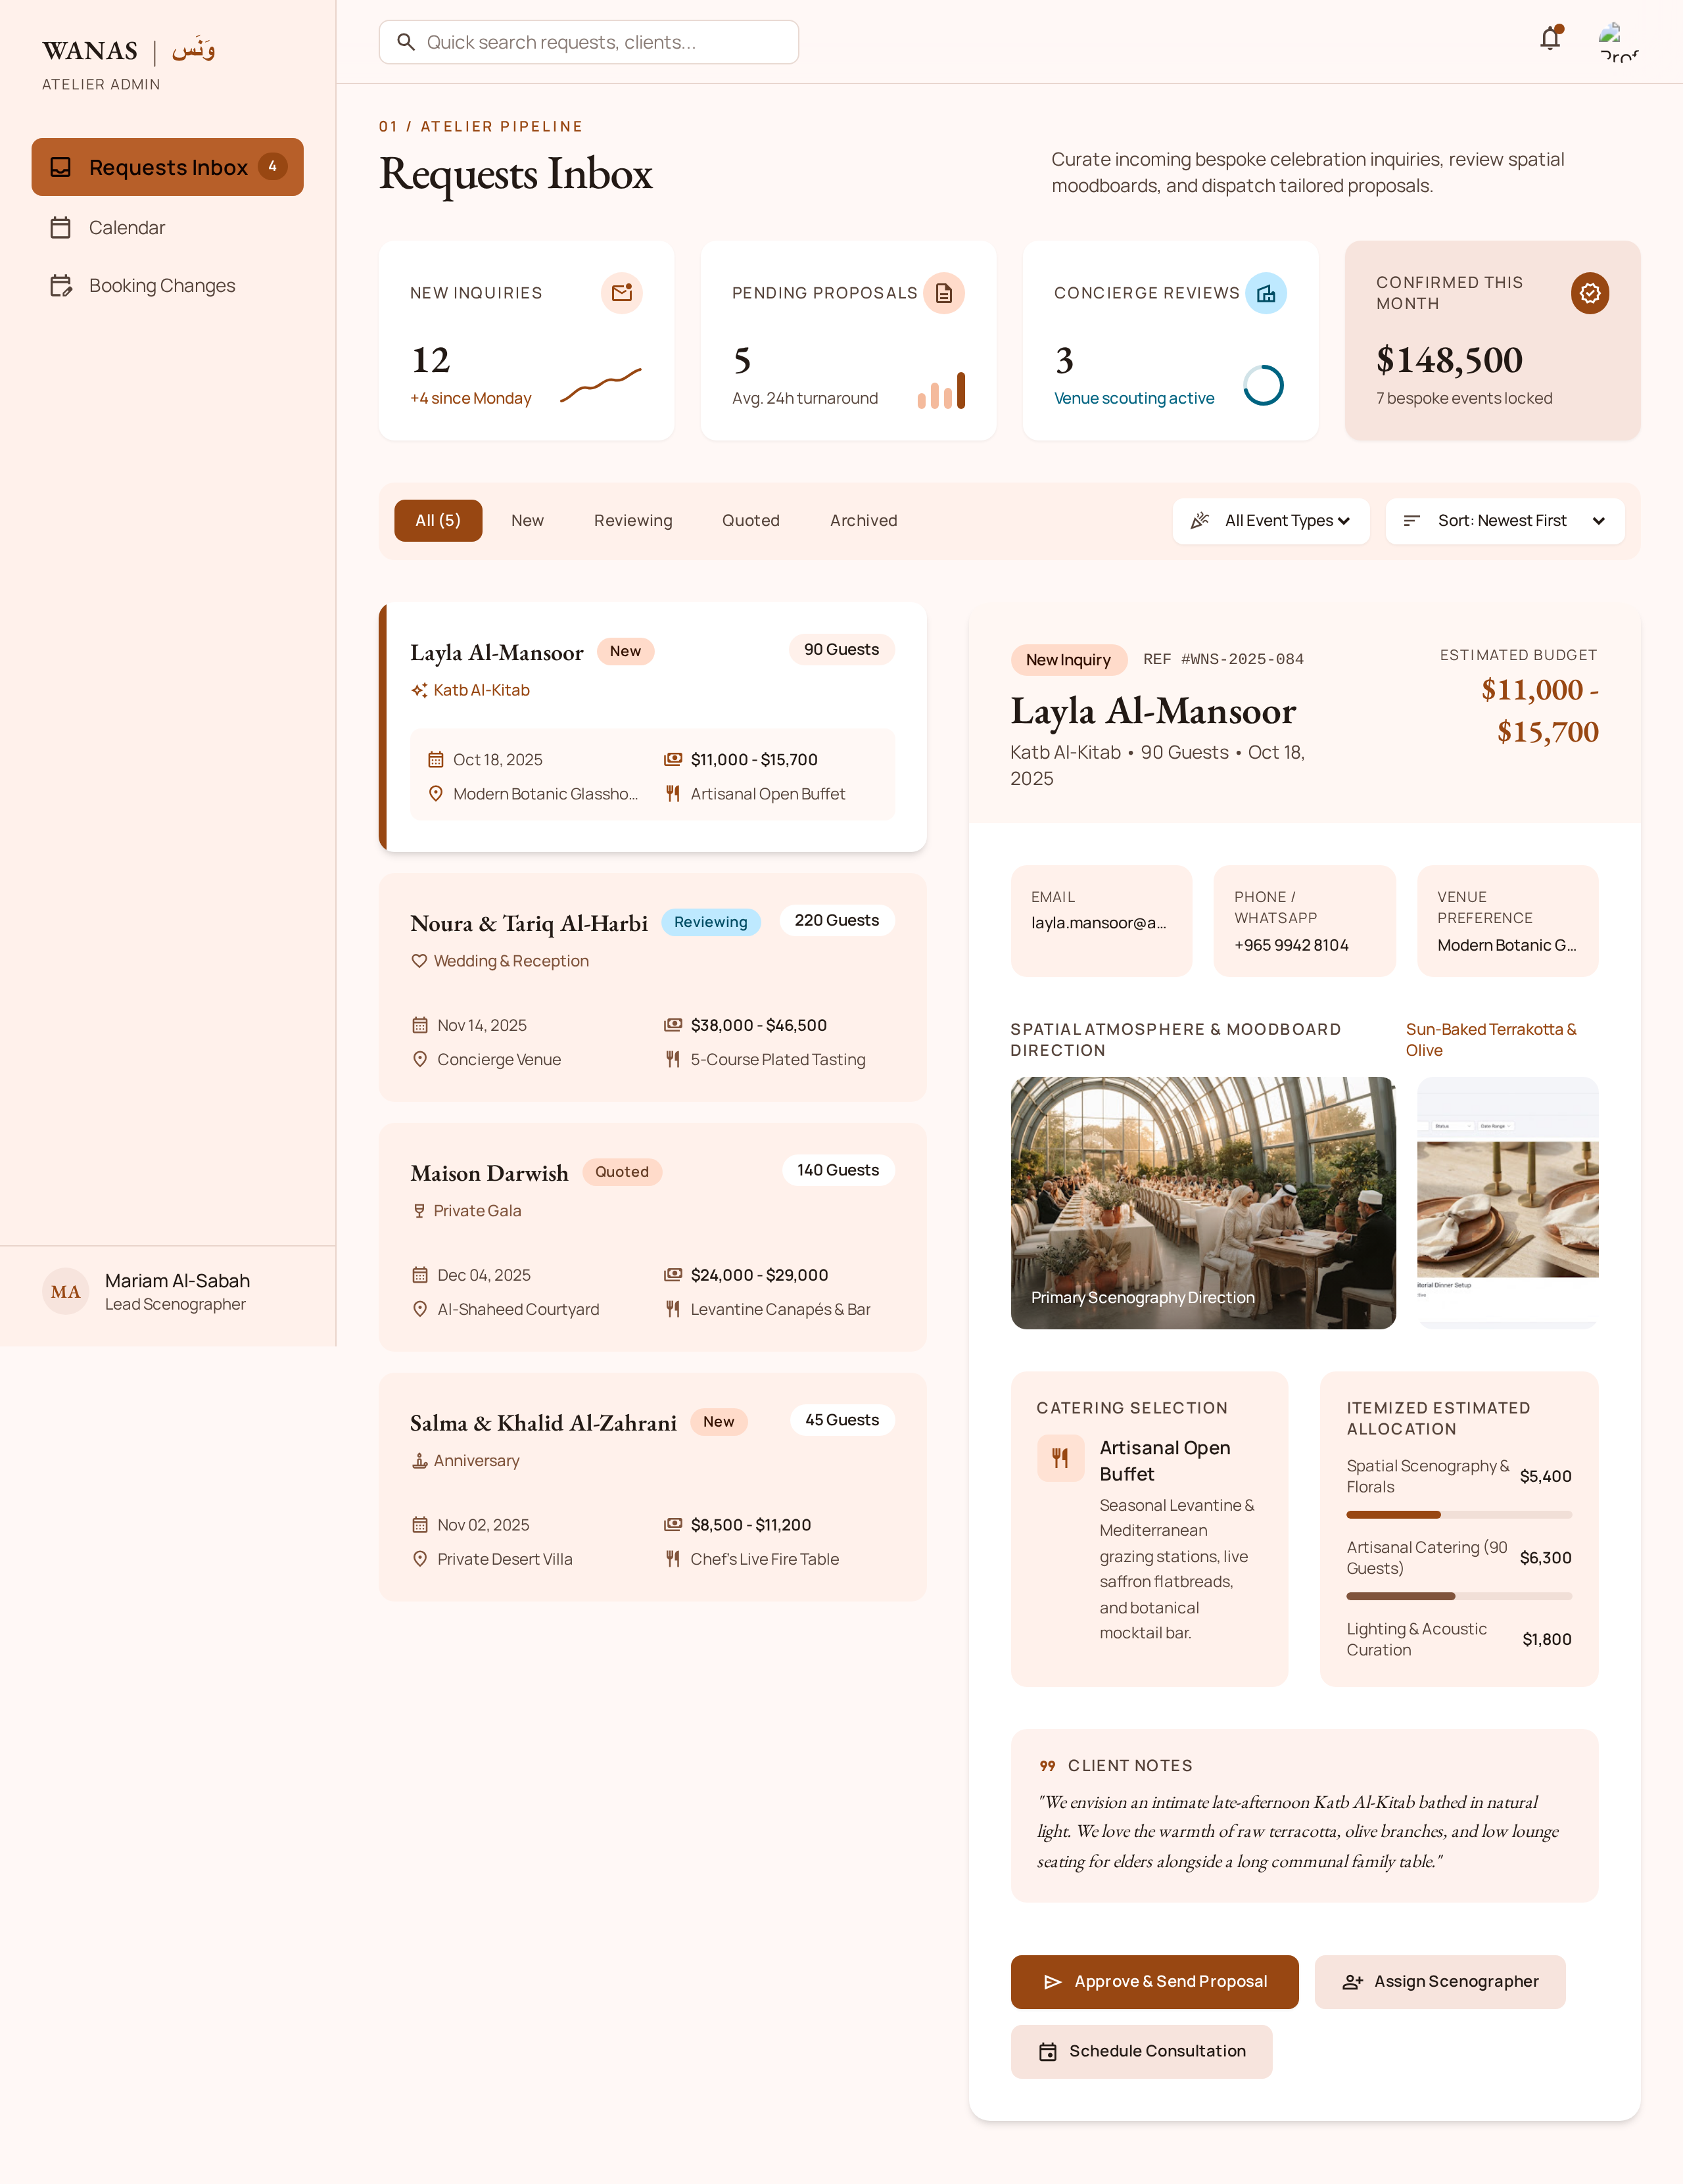 WANAS | وَنَس
ATELIER ADMIN
Requests Inbox 4
Calendar
Booking Changes
Mariam Al-Sabah
MA
Lead Scenographer
Quick search requests, clients...
Prof
01 / ATELIER PIPELINE
Requests Inbox
Curate incoming bespoke celebration inquiries, review spatial
moodboards, and dispatch tailored proposals.
NEW INQUIRIES
12
+4 since Monday
PENDING PROPOSALS
5
Avg. 24h turnaround
CONCIERGE REVIEWS
3
Venue scouting active
CONFIRMED THIS
MONTH
$148,500
7 bespoke events locked
All (5) New Reviewing Quoted Archived
All Event Types Sort: Newest First
Layla Al-Mansoor New 90 Guests
Katb Al-Kitab
Oct 18, 2025 $11,000 - $15,700
Modern Botanic Glassho... Artisanal Open Buffet
Noura & Tariq Al-Harbi Reviewing 220 Guests
Wedding & Reception
Nov 14, 2025 $38,000 - $46,500
Concierge Venue 5-Course Plated Tasting
Maison Darwish Quoted 140 Guests
Private Gala
Dec 04, 2025 $24,000 - $29,000
Al-Shaheed Courtyard Levantine Canapés & Bar
Salma & Khalid Al-Zahrani New 45 Guests
Anniversary
Nov 02, 2025 $8,500 - $11,200
Private Desert Villa Chef's Live Fire Table
New Inquiry REF #WNS-2025-084
Layla Al-Mansoor
Katb Al-Kitab • 90 Guests • Oct 18,
2025
ESTIMATED BUDGET
$11,000 -
$15,700
EMAIL
layla.mansoor@a...
PHONE /
WHATSAPP
+965 9942 8104
VENUE
PREFERENCE
Modern Botanic G...
SPATIAL ATMOSPHERE & MOODBOARD
DIRECTION
Sun-Baked Terrakotta &
Olive
Primary Scenography Direction
Status Date Range
itorial Dinner Setup
CATERING SELECTION
Artisanal Open
Buffet
Seasonal Levantine &
Mediterranean
grazing stations, live
saffron flatbreads,
and botanical
mocktail bar.
ITEMIZED ESTIMATED
ALLOCATION
Spatial Scenography &
Florals
$5,400
Artisanal Catering (90
Guests)
$6,300
Lighting & Acoustic
Curation
$1,800
CLIENT NOTES
"We envision an intimate late-afternoon Katb Al-Kitab bathed in natural
light. We love the warmth of raw terracotta, olive branches, and low lounge
seating for elders alongside a long communal family table."
Approve & Send Proposal
Assign Scenographer
Schedule Consultation